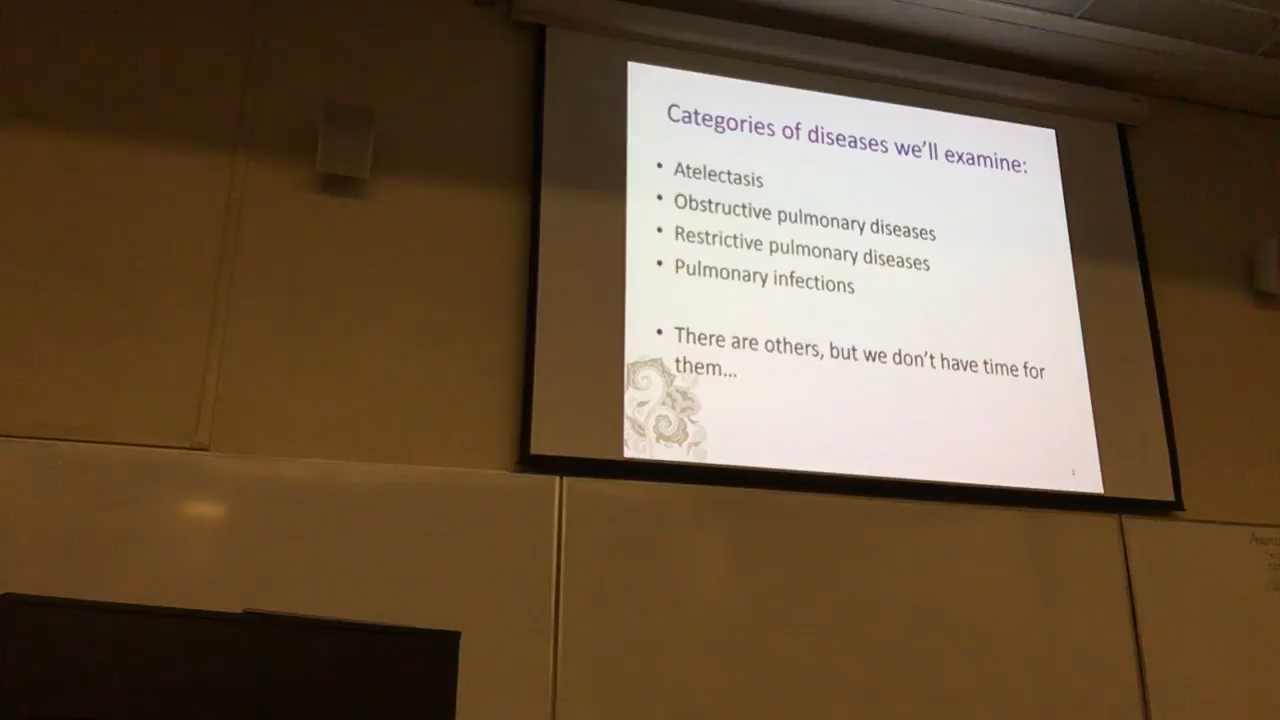 Categories of diseases we'll examine:
• Atelectasis
• Obstructive pulmonary diseases
• Restrictive pulmonary diseases
• Pulmonary infections
• There are others, but we don't have time for
them...
2